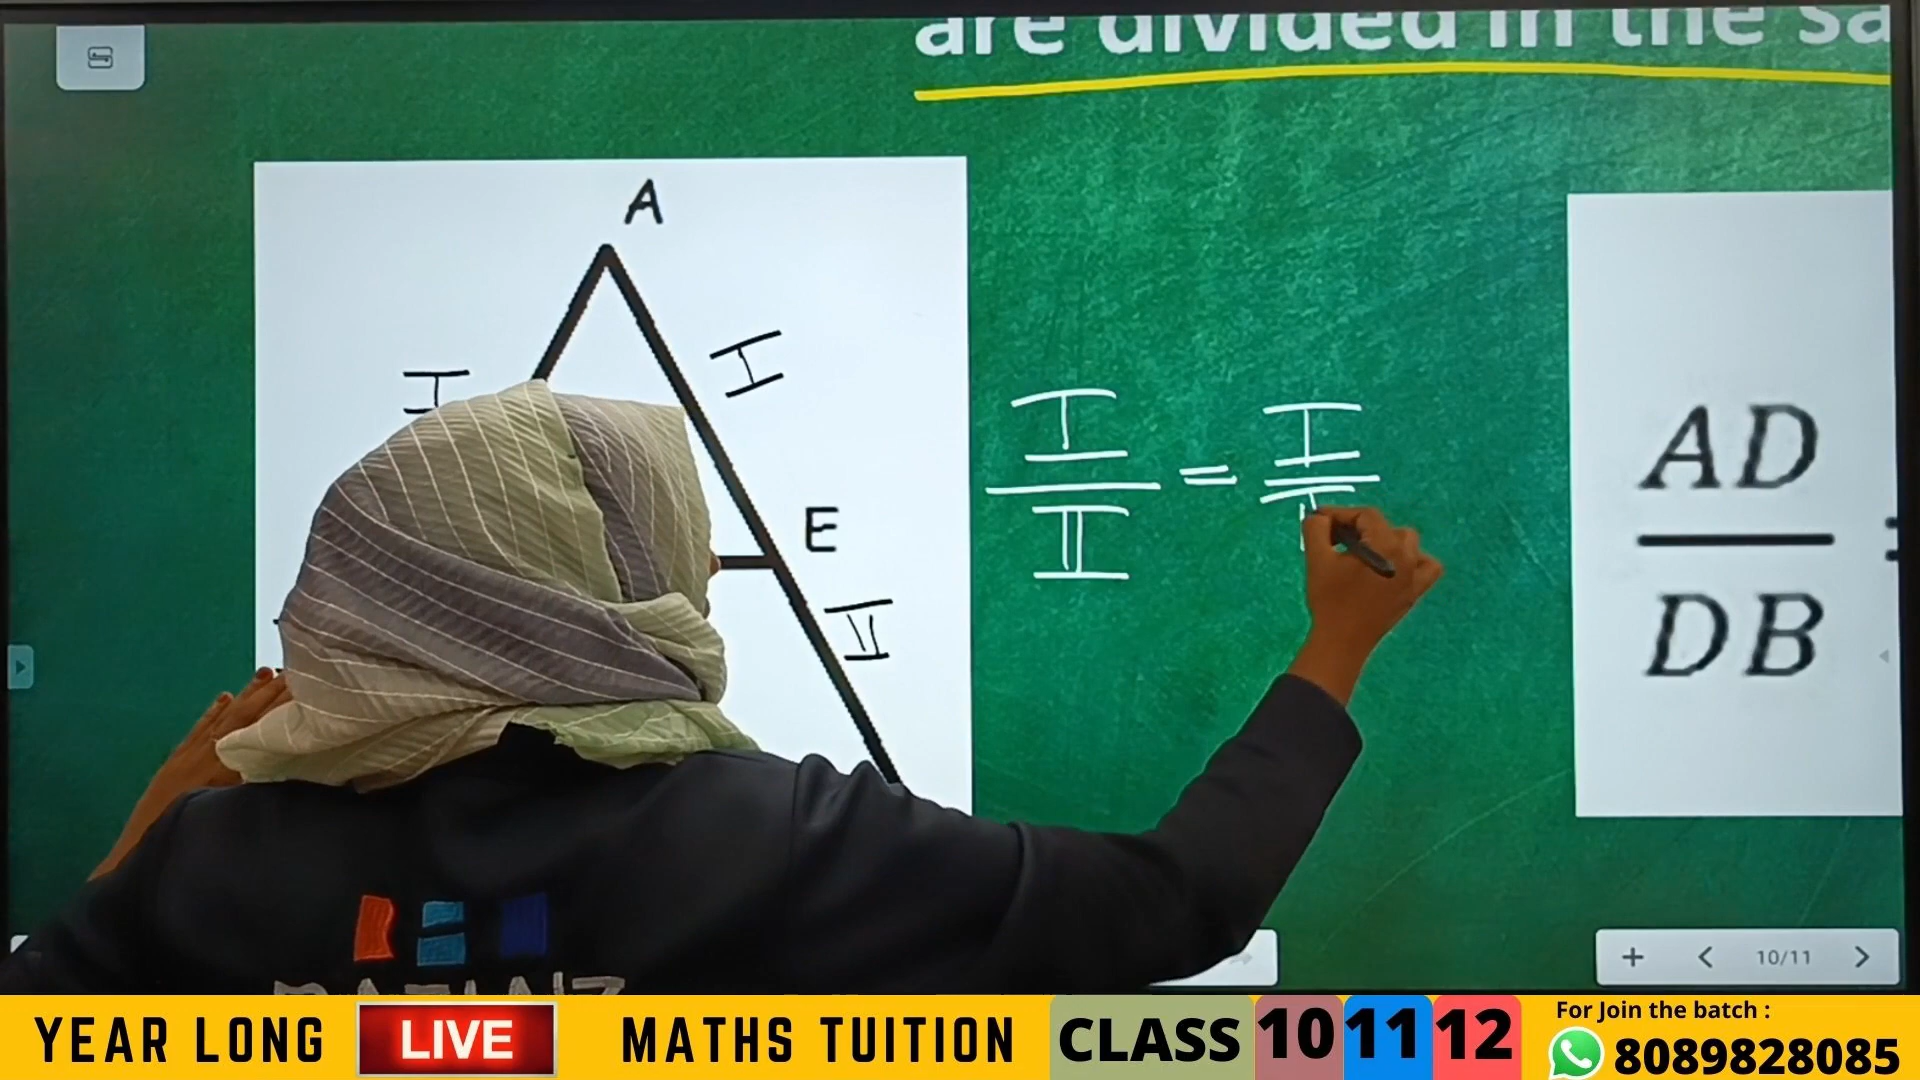 are divided in the sa
A
I
I
E
II
I
I
=
II
AD
DB
10/11
YEAR LONG LIVE MATHS TUITION CLASS 10 11 12
For Join the batch :
8089828085